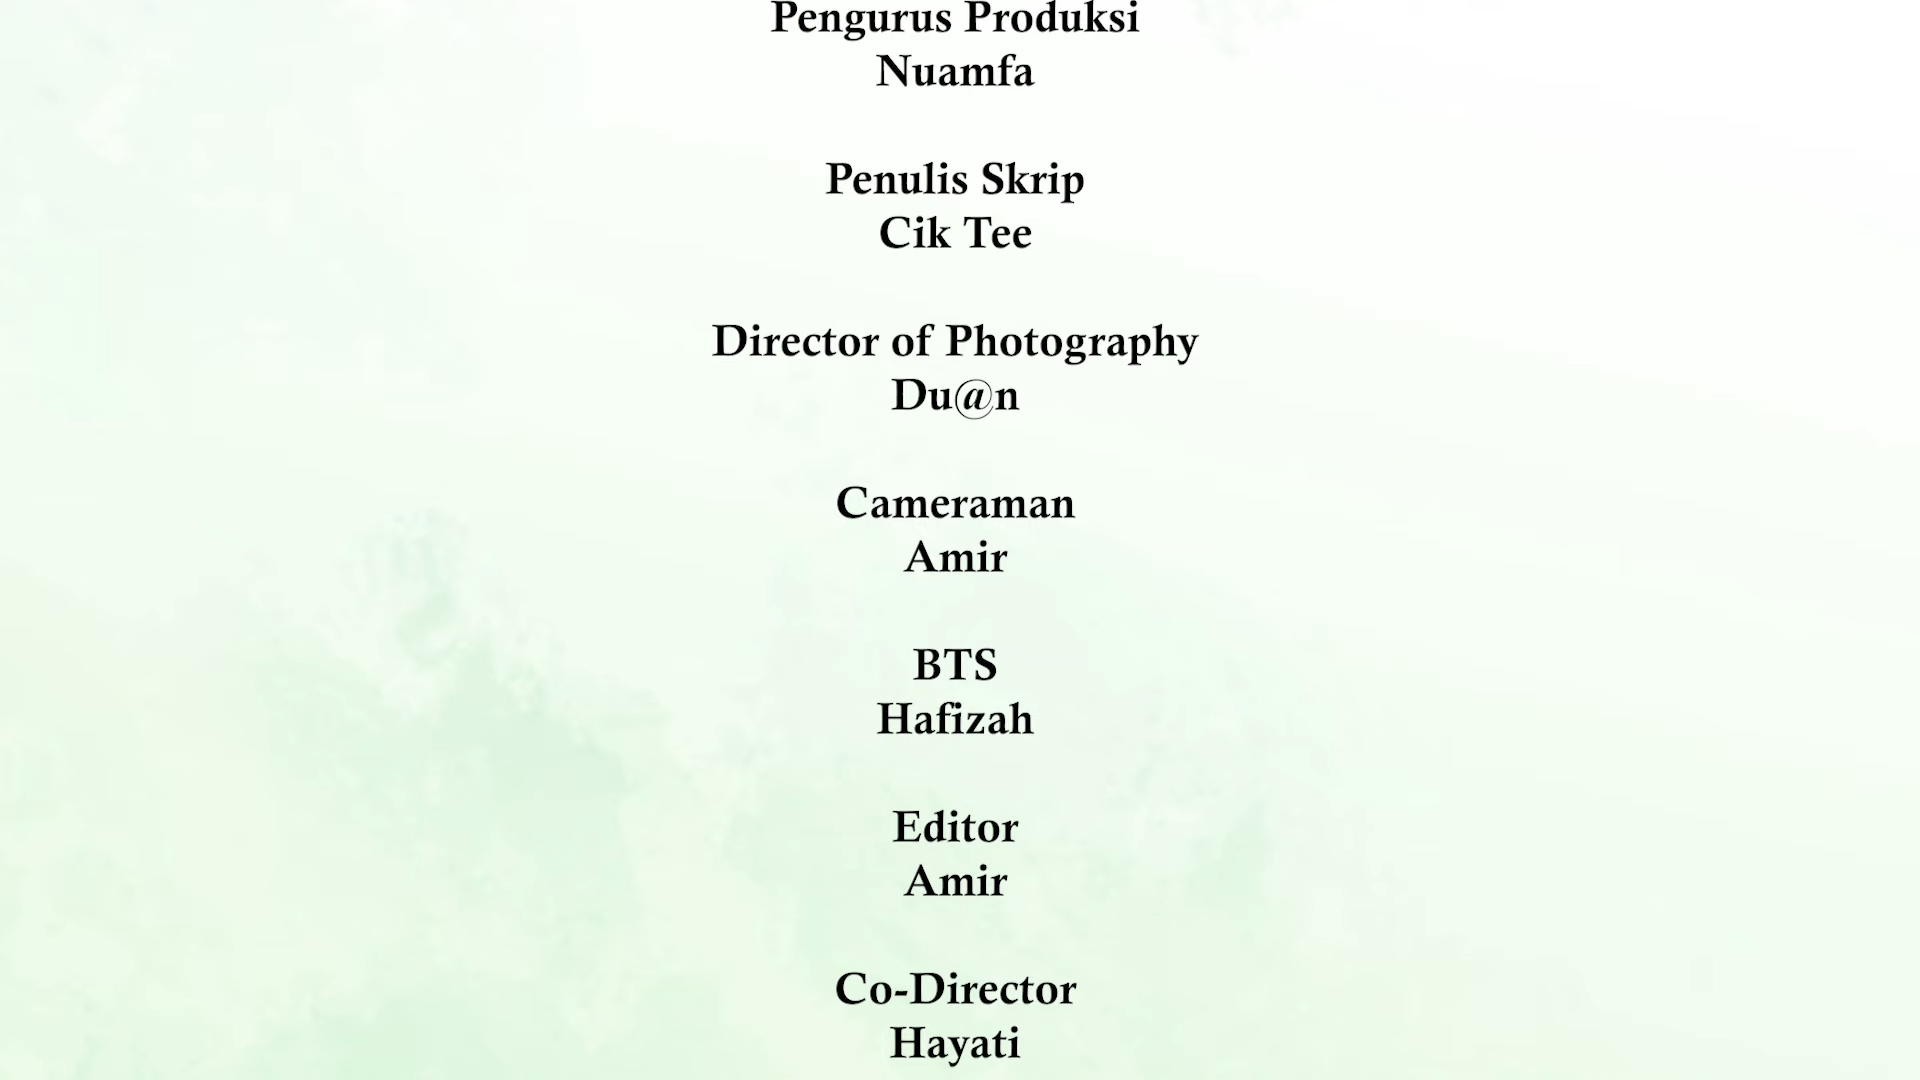 Pengurus Produksi
Nuamfa
Penulis Skrip
Cik Tee
Director of Photography
Du@n
Cameraman
Amir
BTS
Hafizah
Editor
Amir
Co-Director
Hayati